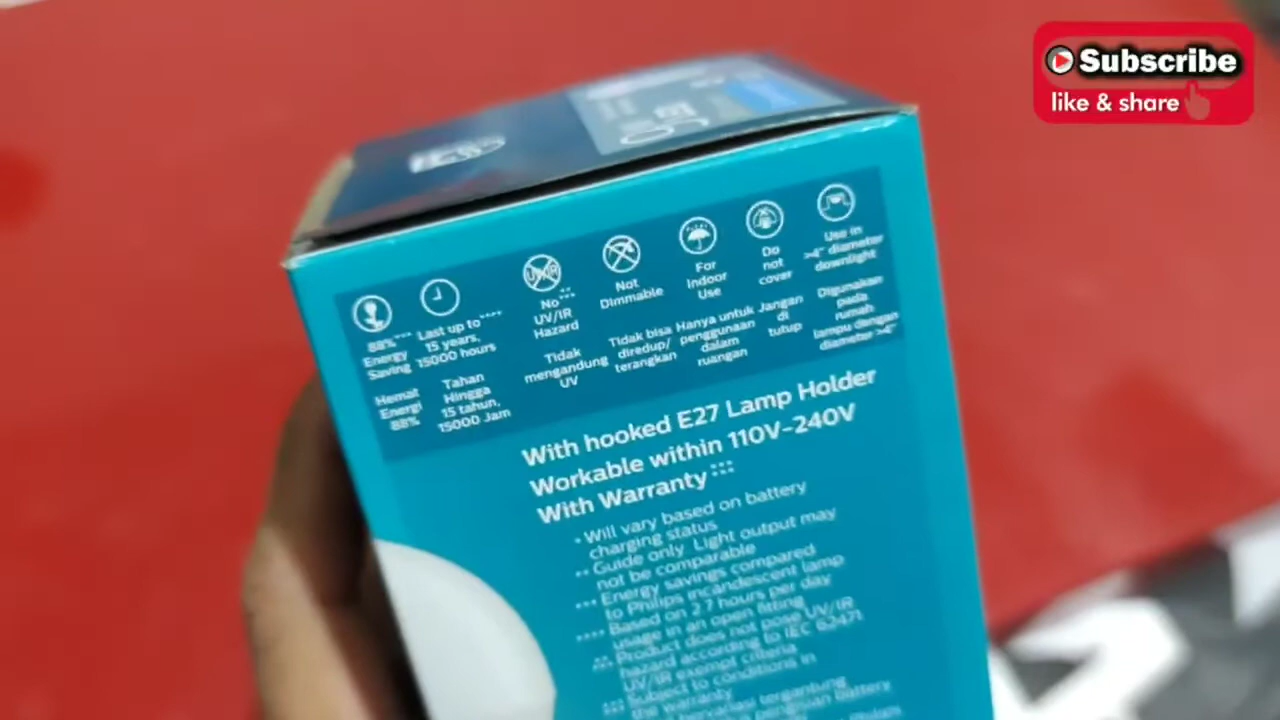 Subscribe
like & share
88%***
Energy
Saving
Hemat
Energi
88%
Last up to****
15 years,
15000 hours
Tahan
Hingga
15 tahun,
15000 Jam
No
UV/IR
Hazard
Tidak
mengandung
UV
Not
Dimmable
Tidak bisa
diredup/
terangkan
For
Indoor
Use
Hanya untuk
penggunaan
dalam
ruangan
Do
not
cover
Jangan
di
tutup
Use in
>4" diameter
downlight
Digunakan
pada
rumah
lampu dengan
diameter >4"
With hooked E27 Lamp Holder
Workable within 110V-240V
With Warranty
* Will vary based on battery
charging status
** Guide only Light output may
not be comparable
*** Energy savings compared
to Philips incandescent lamp
**** Based on 2.7 hours per day
usage in an open fitting
Product does not pose UV/IR
hazard according to IEC 62471
UV/IR exempt criteria
Subject to conditions in
the warranty
bervariasi tergantung
pengisian battery